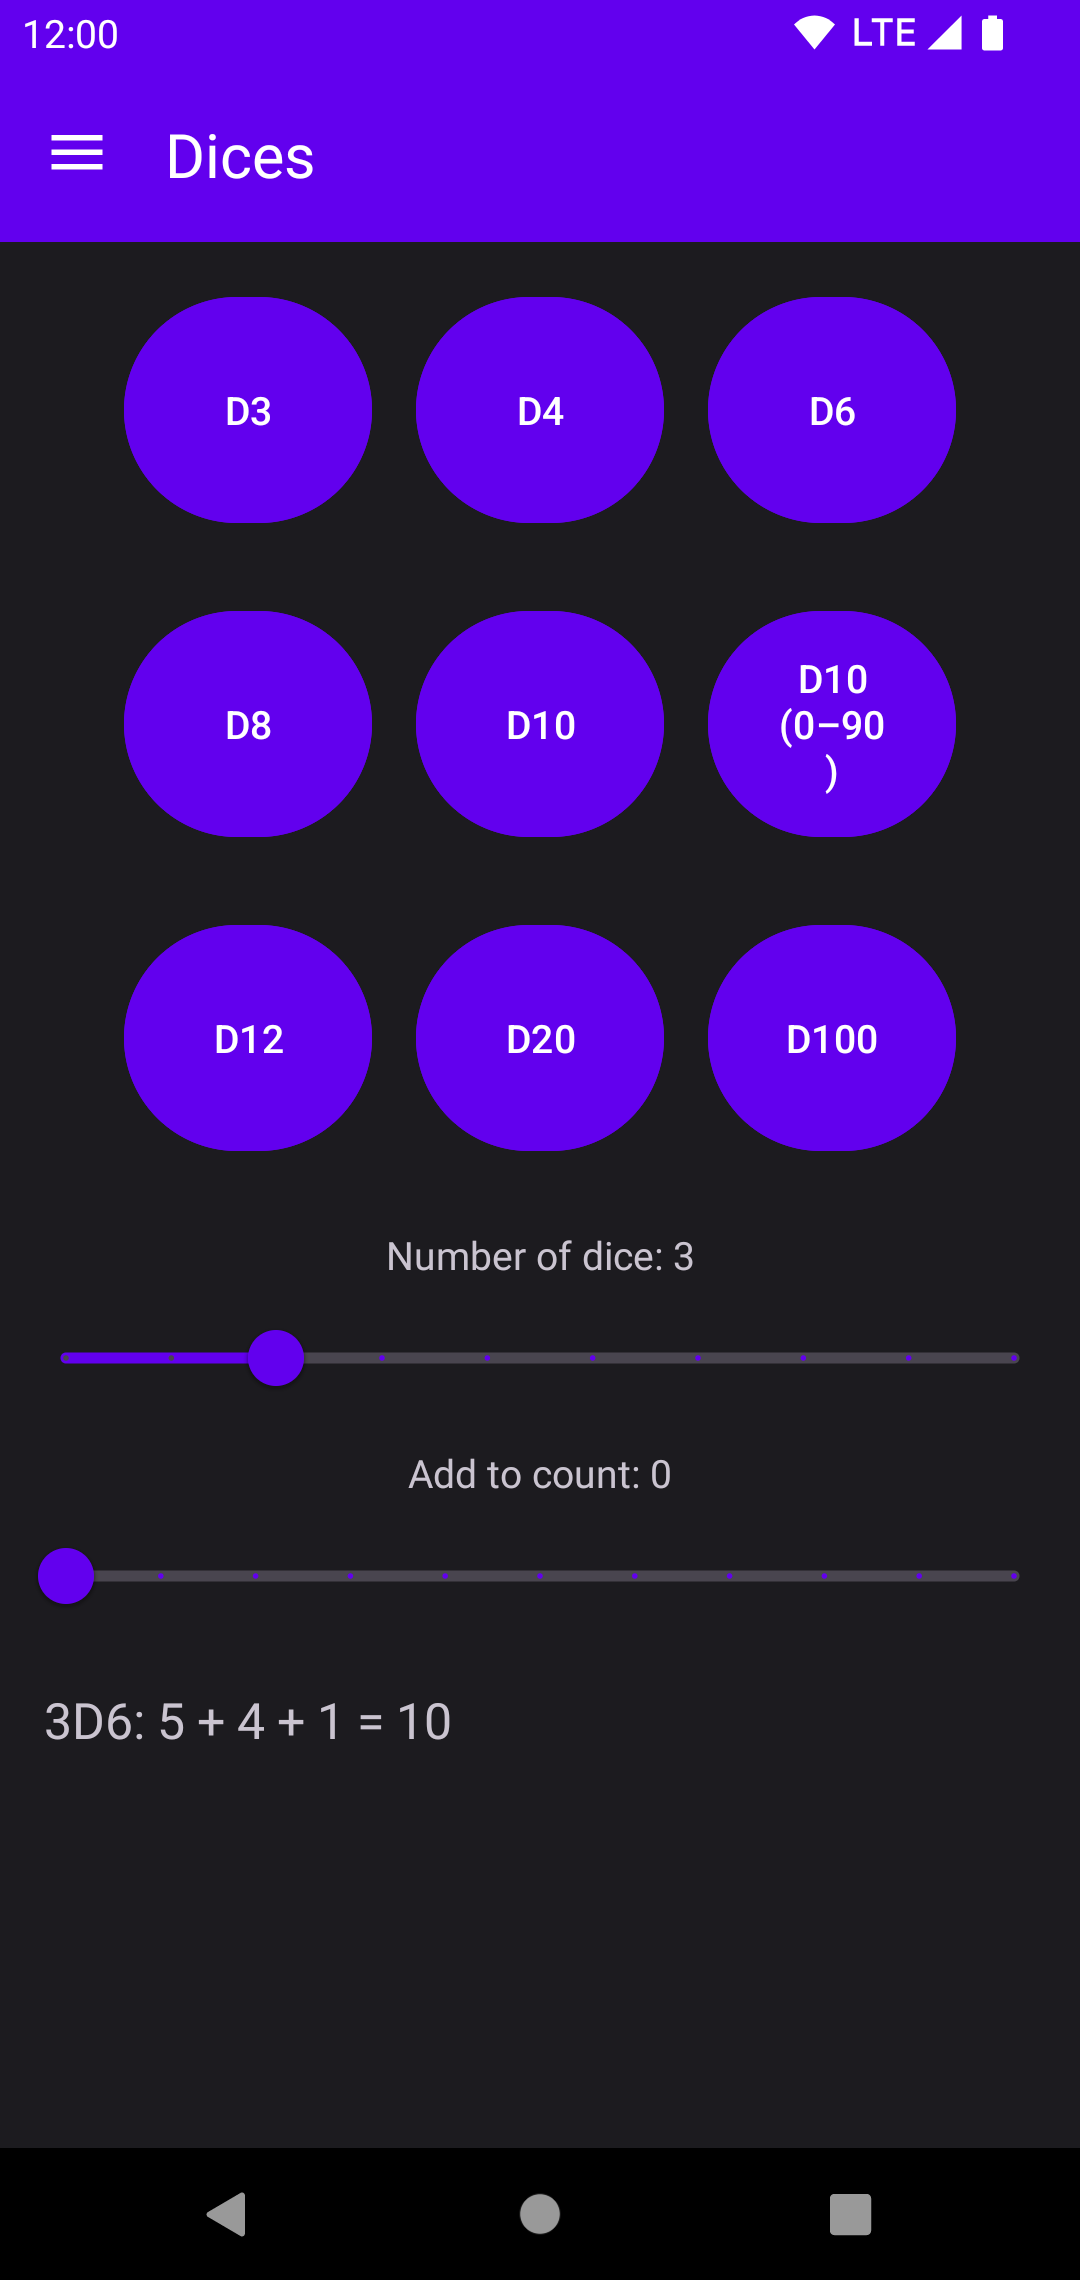 12:00
LTE
Dices
D3
D4
D6
D8
D10
D10
(0–90
)
D12
D20
D100
Number of dice: 3
Add to count: 0
3D6: 5 + 4 + 1 = 10